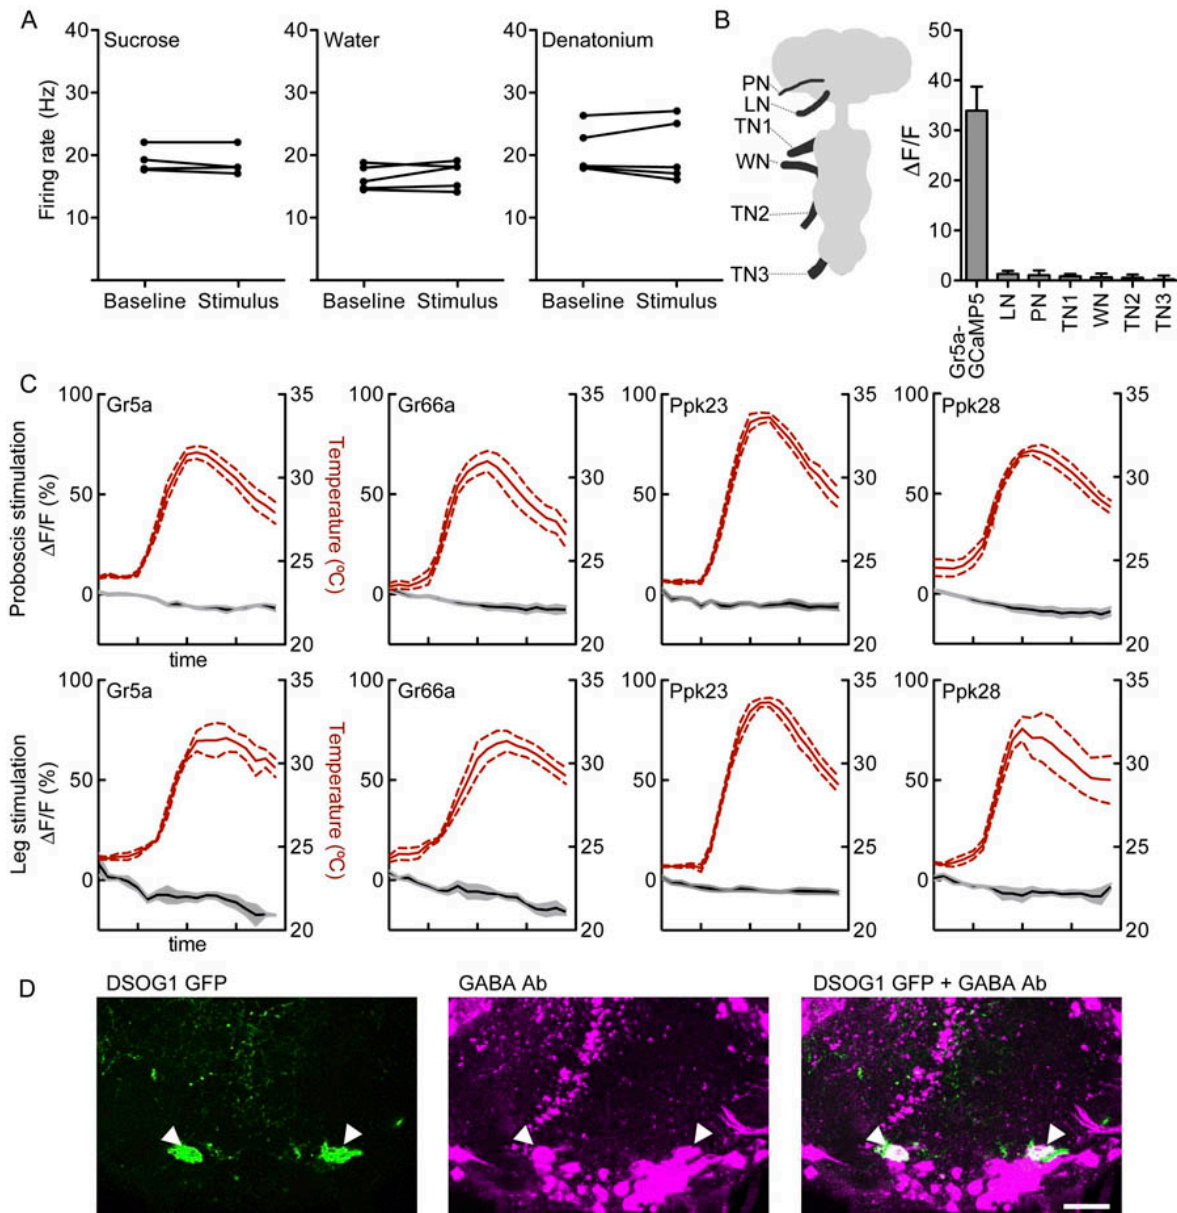 A
B
Sucrose
Water
Denatonium
Firing rate (Hz)
40
30
20
10
Baseline Stimulus
40
30
20
10
Baseline Stimulus
40
30
20
10
Baseline Stimulus
PN
LN
TN1
WN
TN2
TN3
ΔF/F
50
40
30
20
10
0
Gr5a-
GCaMP5
LN
PN
TN1
WN
TN2
TN3
C
Proboscis stimulation
ΔF/F (%)
100
50
0
Gr5a
35
30
25
20
time
Temperature (ºC)
100
50
0
Gr66a
35
30
25
20
100
50
0
Ppk23
35
30
25
20
100
50
0
Ppk28
35
30
25
20
Leg stimulation
ΔF/F (%)
100
50
0
Gr5a
35
30
25
20
time
Temperature (ºC)
100
50
0
Gr66a
35
30
25
20
100
50
0
Ppk23
35
30
25
20
100
50
0
Ppk28
35
30
25
20
D
DSOG1 GFP
GABA Ab
DSOG1 GFP + GABA Ab